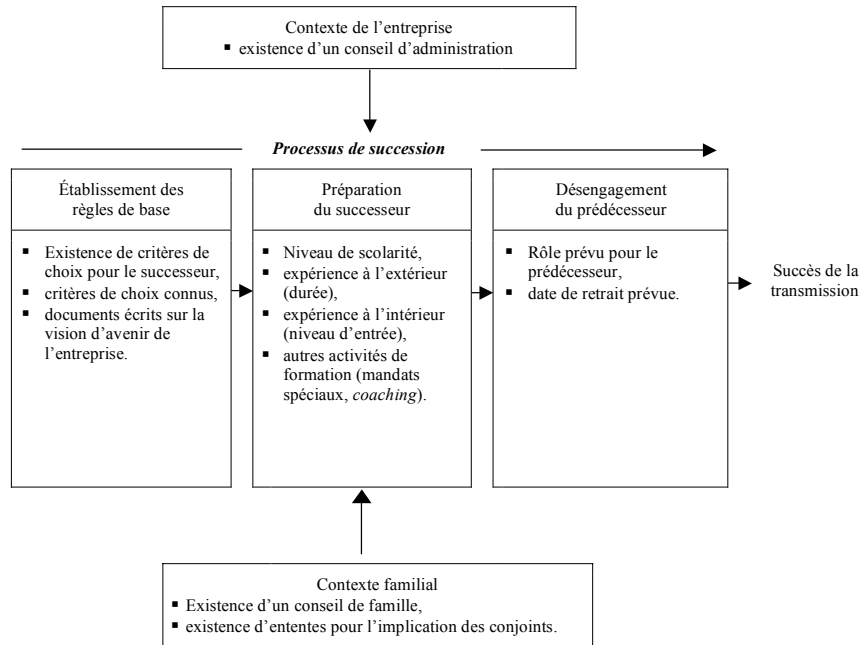 Contexte de l’entreprise
▪ existence d’un conseil d’administration
Processus de succession
Établissement des
règles de base
▪ Existence de critères de
choix pour le successeur,
▪ critères de choix connus,
▪ documents écrits sur la
vision d’avenir de
l’entreprise.
Préparation
du successeur
▪ Niveau de scolarité,
▪ expérience à l’extérieur
(durée),
▪ expérience à l’intérieur
(niveau d’entrée),
▪ autres activités de
formation (mandats
spéciaux, coaching).
Désengagement
du prédécesseur
▪ Rôle prévu pour le
prédécesseur,
▪ date de retrait prévue.
Succès de la
transmission
Contexte familial
▪ Existence d’un conseil de famille,
▪ existence d’ententes pour l’implication des conjoints.